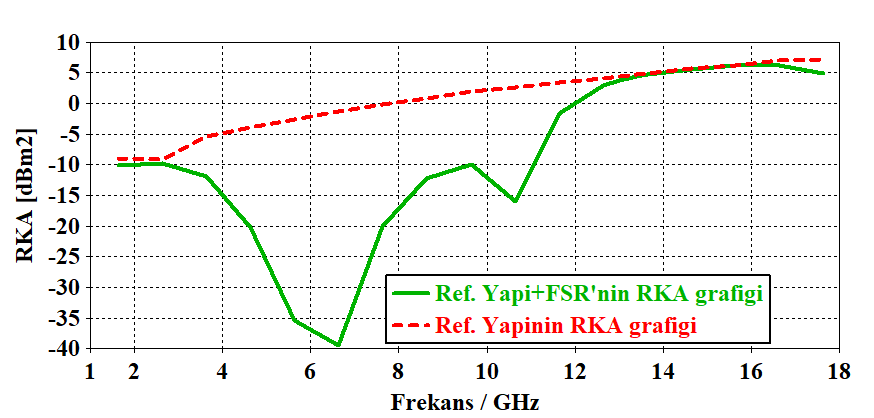 10
5
0
-5
-10
-15
-20
-25
-30
-35
-40
RKA [dBm2]
1 2 4 6 8 10 12 14 16 18
Frekans / GHz
Ref. Yapi+FSR'nin RKA grafigi
Ref. Yapinin RKA grafigi